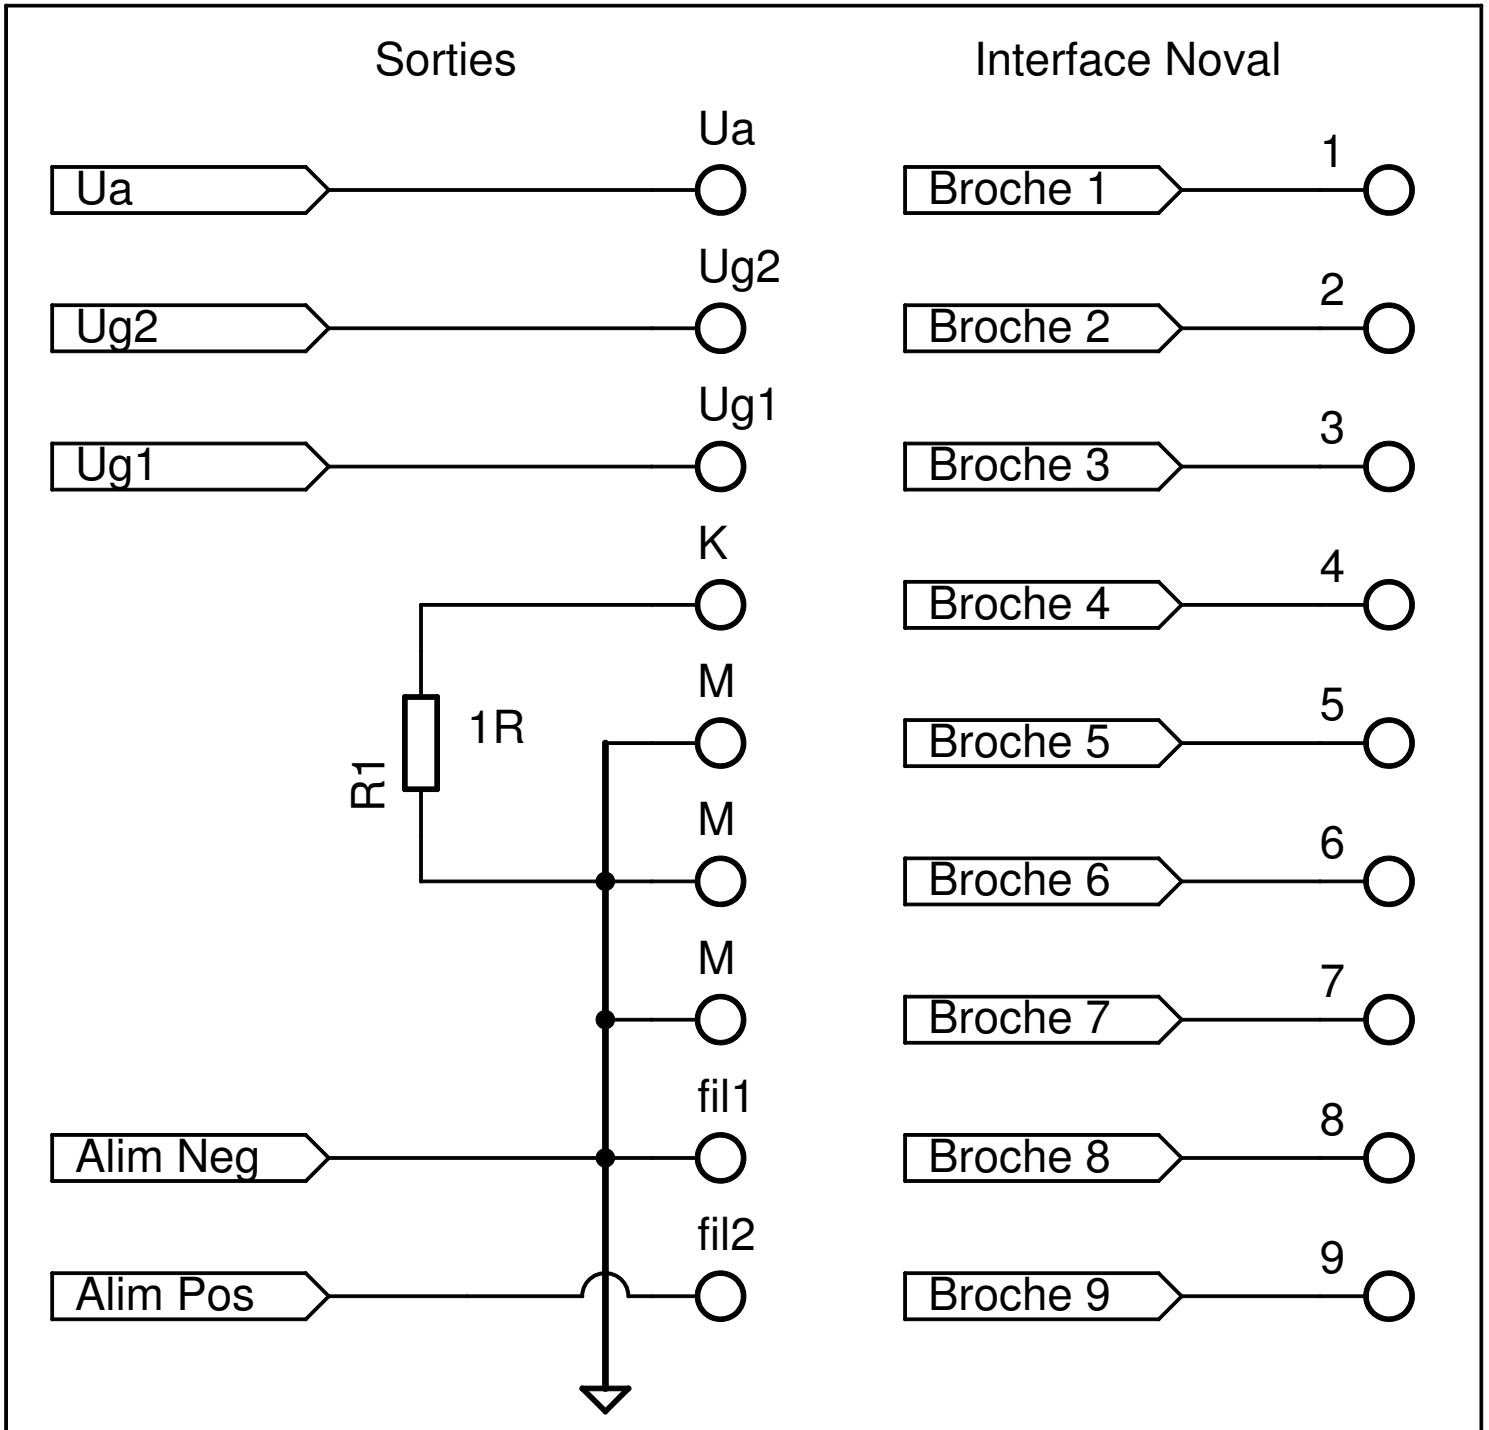 Sorties
Ua
Ua
Ug2
Ug2
Ug1
Ug1
K
R1
1R
M
M
M
Alim Neg
fil1
Alim Pos
fil2
Interface Noval
Broche 1
1
Broche 2
2
Broche 3
3
Broche 4
4
Broche 5
5
Broche 6
6
Broche 7
7
Broche 8
8
Broche 9
9